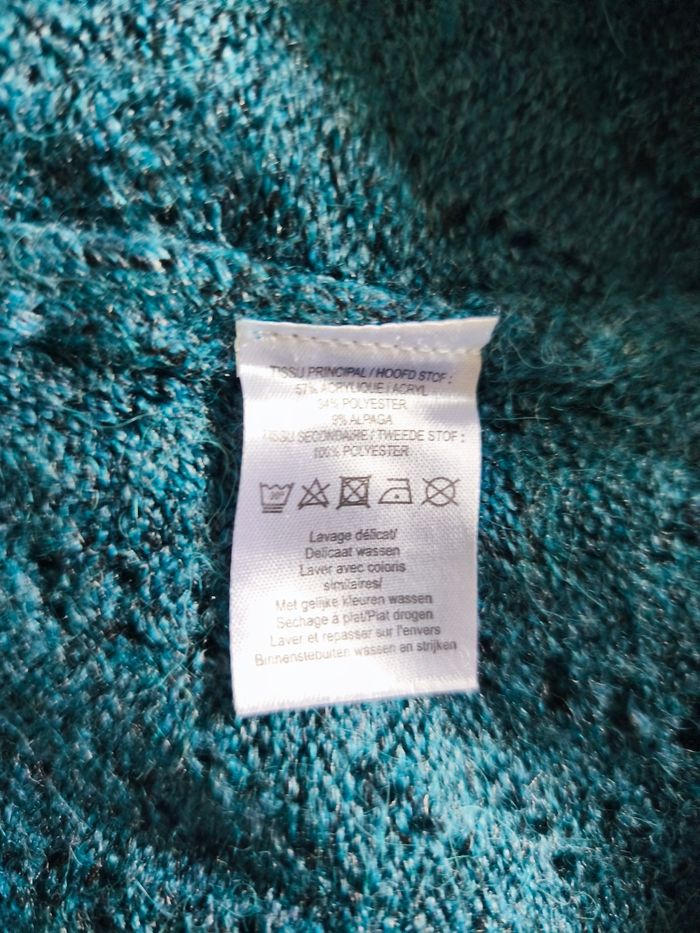 TISSU PRINCIPAL / HOOFD STOF :
57% ACRYLIQUE / ACRYL
34% POLYESTER
9% ALPAGA
TISSU SECONDAIRE / TWEEDE STOF :
100% POLYESTER
30°
Lavage délicat/
Delicaat wassen
Laver avec coloris
similaires/
Met gelijke kleuren wassen
Sechage à plat/Plat drogen
Laver et repasser sur l'envers
Binnenstebuiten wassen en strijken